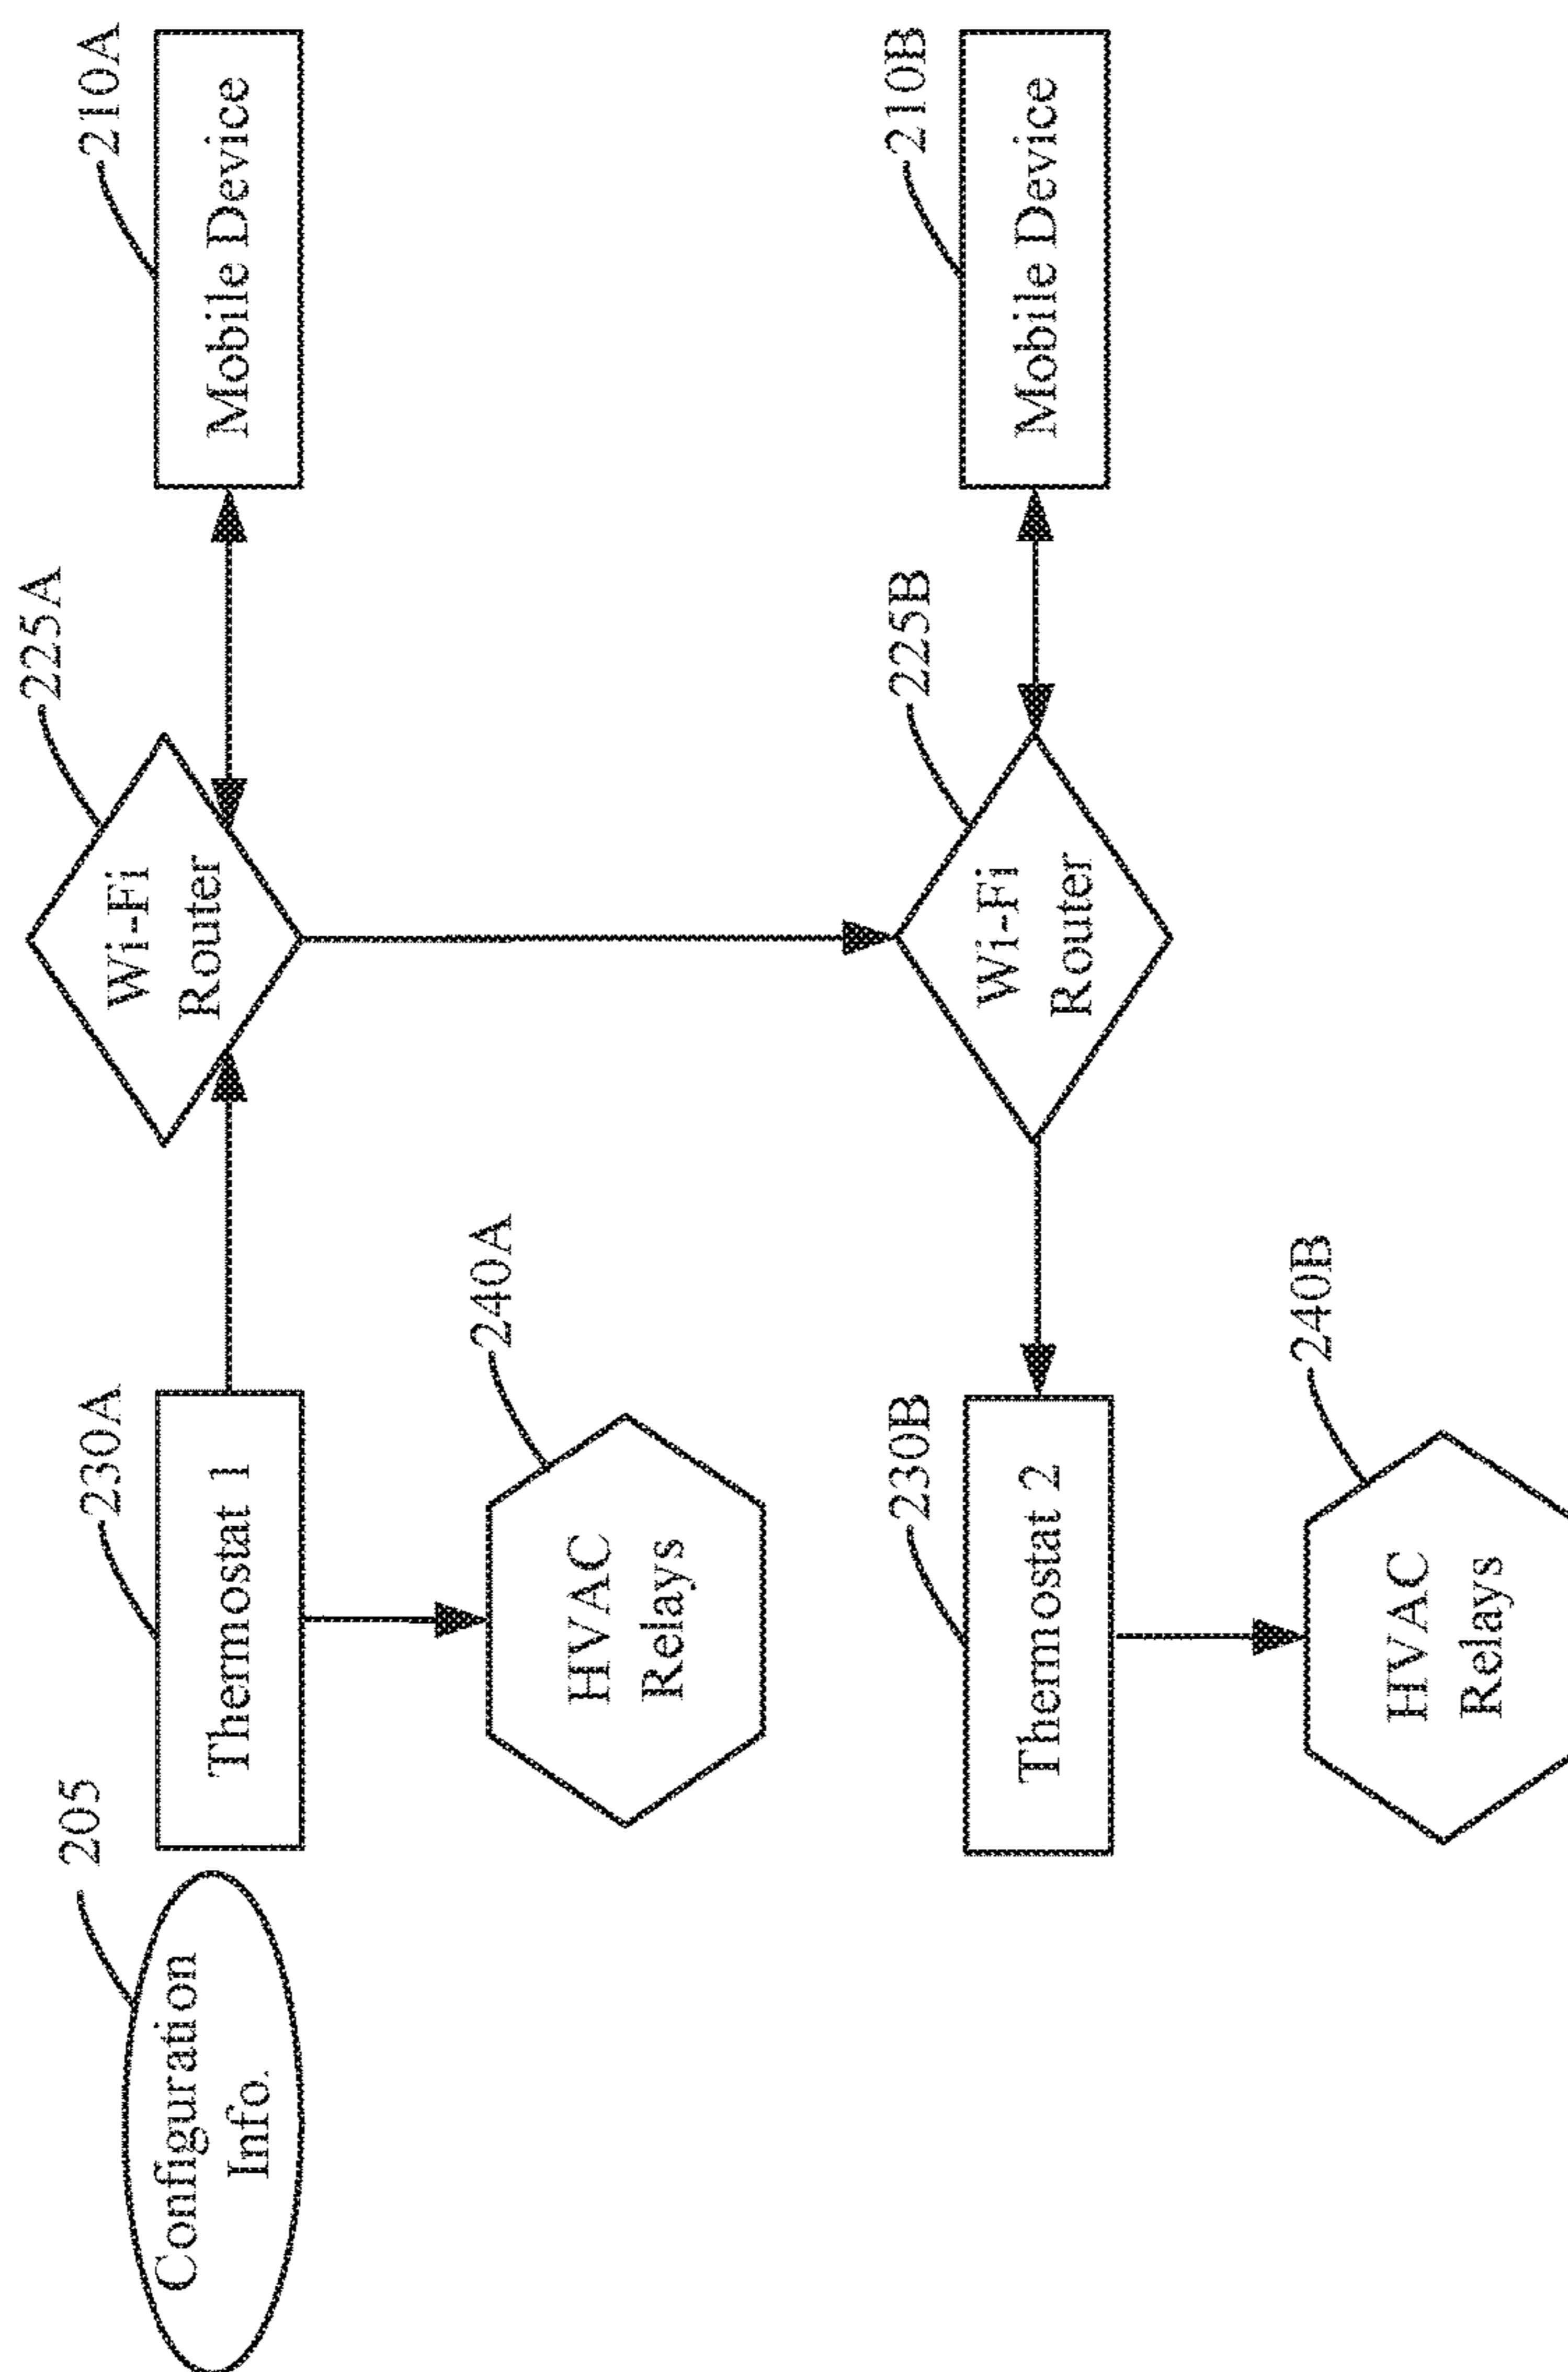 205
Configuration
Info.
230A
Thermostat 1
225A
Wi-Fi
Router
210A
Mobile Device
240A
HVAC
Relays
230B
Thermostat 2
225B
Wi-Fi
Router
210B
Mobile Device
240B
HVAC
Relays